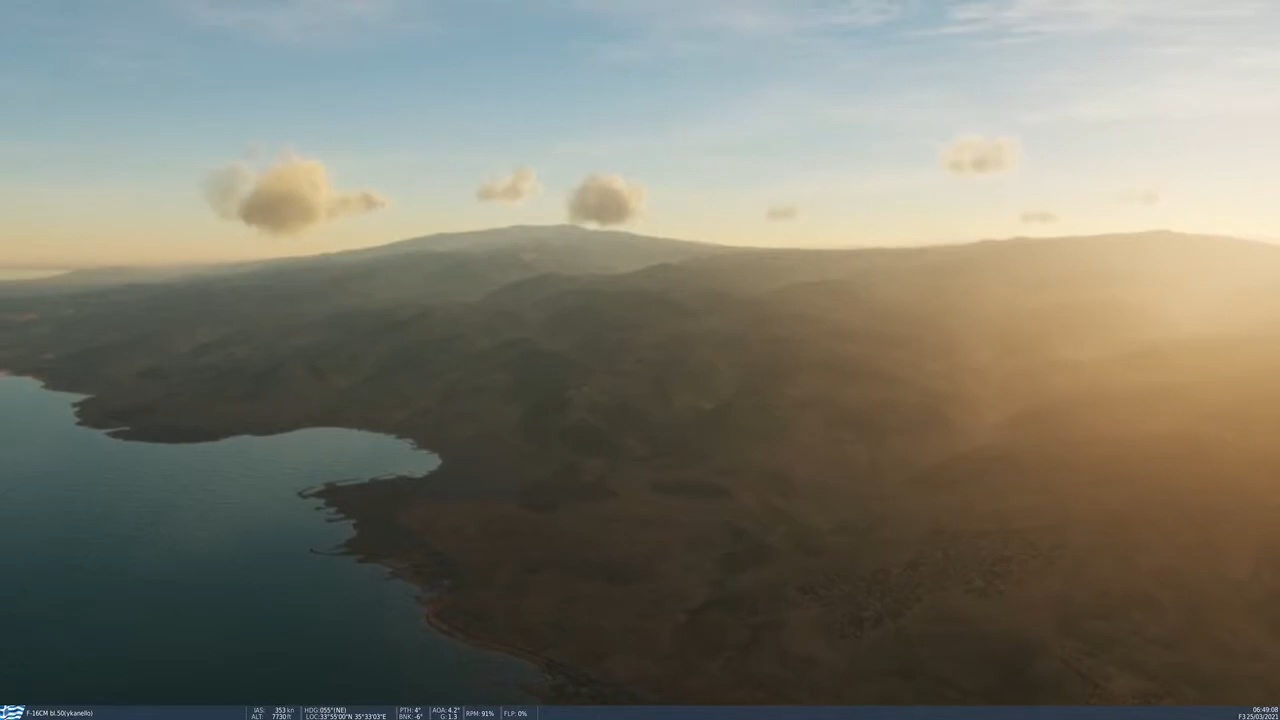 F-16CM bl.50(ykanello)
IAS: 353 kn
ALT: 7730 ft
HDG:055°(NE)
LOC:33°55'00"N 35°33'03"E
PTH: 4°
BNK: -6°
AOA: 4.2°
G: 1.3
RPM: 91%
FLP: 0%
06:49:08
F3 25/03/2021